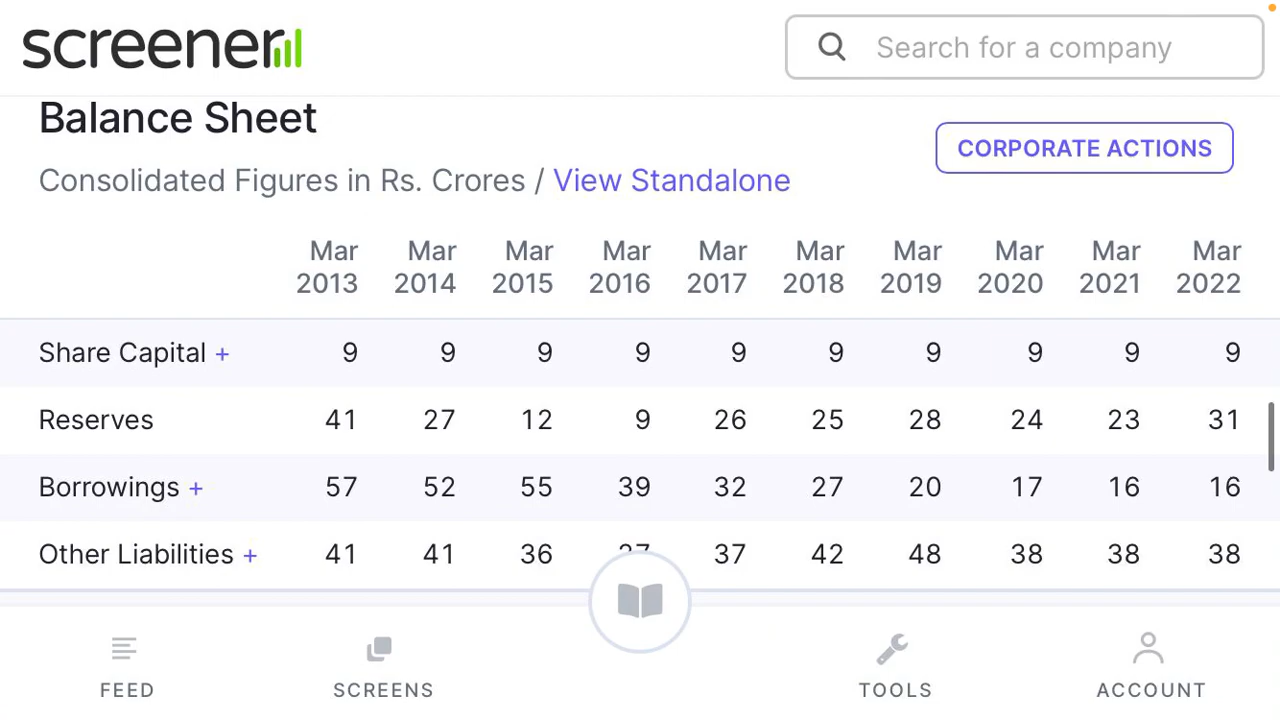 screener
Search for a company
Balance Sheet
CORPORATE ACTIONS
Consolidated Figures in Rs. Crores / View Standalone
Mar 2013 Mar 2014 Mar 2015 Mar 2016 Mar 2017 Mar 2018 Mar 2019 Mar 2020 Mar 2021 Mar 2022
Share Capital + 9 9 9 9 9 9 9 9 9 9
Reserves 41 27 12 9 26 25 28 24 23 31
Borrowings + 57 52 55 39 32 27 20 17 16 16
Other Liabilities + 41 41 36 37 42 48 38 38 38
FEED SCREENS TOOLS ACCOUNT